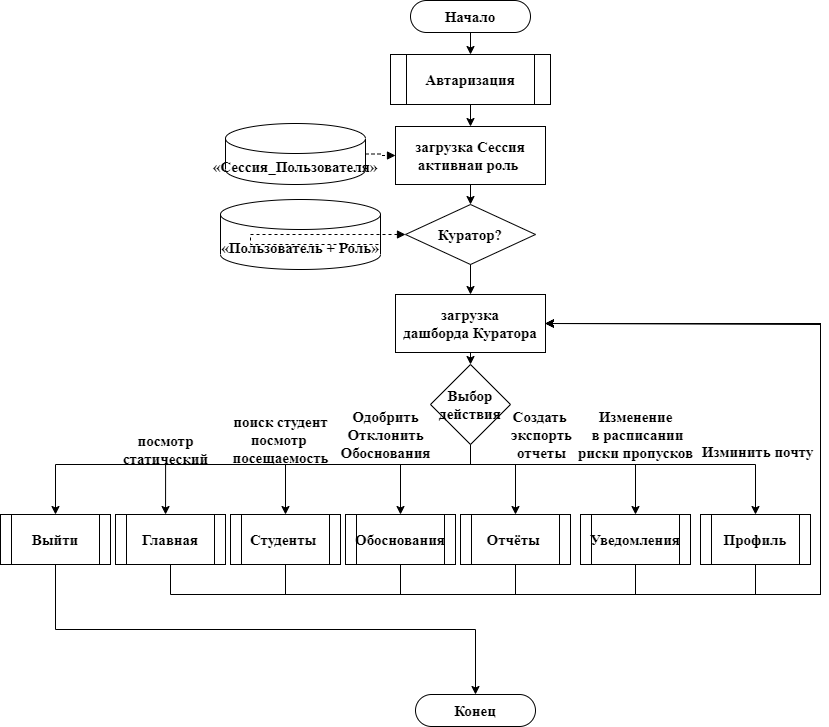 Начало
Автаризация
загрузка Сессия
активнаи роль
«Сессия_Пользователя»
Куратор?
«Пользователь + Роль»
загрузка
дашборда Куратора
Выбор
действия
посмотр
статический
поиск студент
посмотр
посещаемость
Одобрить
Отклонить
Обоснования
Создать
экспорть
отчеты
Изменение
в расписании
риски пропусков
Изминить почту
Выйти
Главная
Студенты
Обоснования
Отчёты
Уведомления
Профиль
Конец